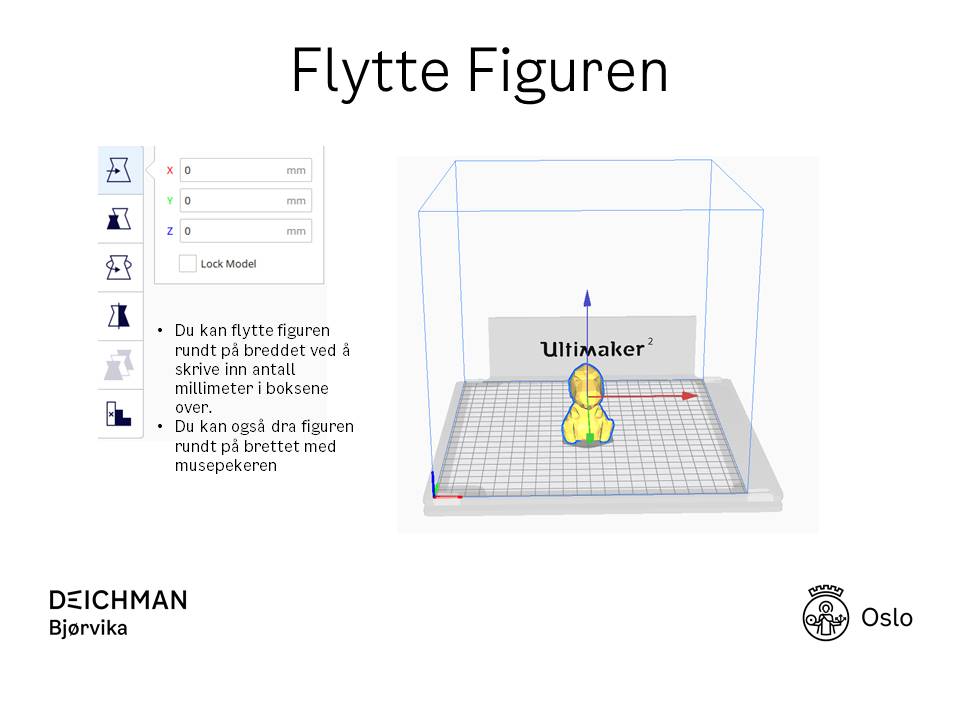 Flytte Figuren
X 0 mm
Y 0 mm
Z 0 mm
Lock Model
• Du kan flytte figuren
rundt på breddet ved å
skrive inn antall
millimeter i boksene
over.
• Du kan også dra figuren
rundt på brettet med
musepekeren
Ultimaker 2
DEICHMAN
Bjørvika
Oslo